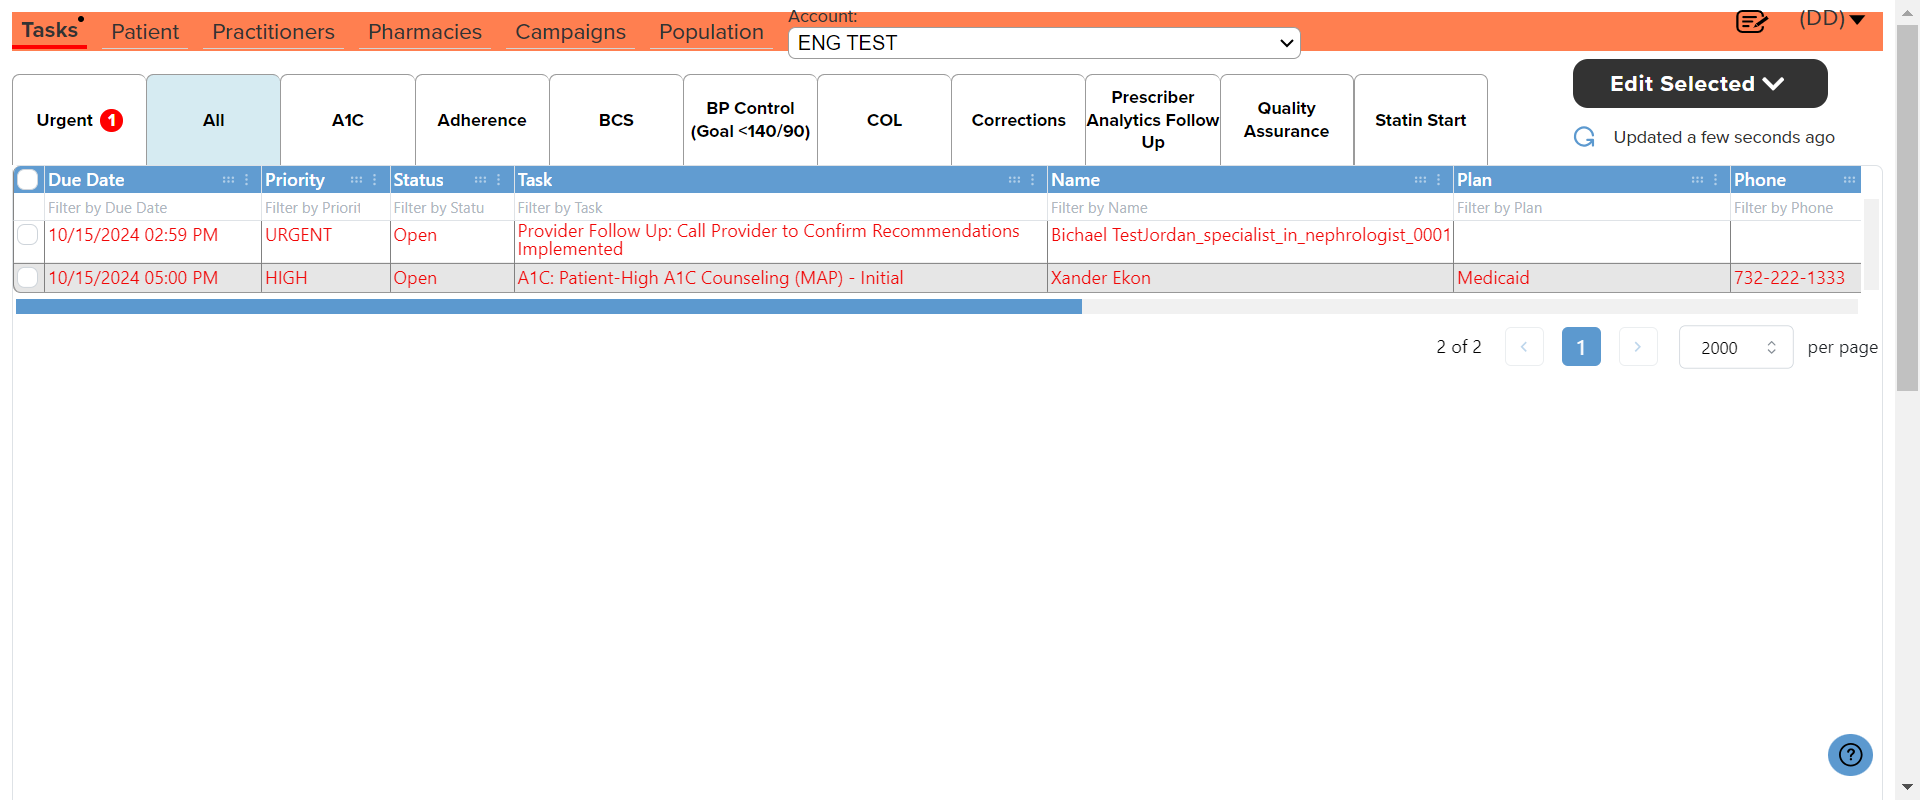 Tasks Patient Practitioners Pharmacies Campaigns Population
Account:
ENG TEST
(DD)
Edit Selected
Updated a few seconds ago
Urgent 1
All
A1C
Adherence
BCS
BP Control
(Goal <140/90)
COL
Corrections
Prescriber
Analytics Follow
Up
Quality
Assurance
Statin Start
Due Date Priority Status Task Name Plan Phone
Filter by Due Date Filter by Priorit Filter by Statu Filter by Task Filter by Name Filter by Plan Filter by Phone
10/15/2024 02:59 PM URGENT Open Provider Follow Up: Call Provider to Confirm Recommendations
Implemented
Bichael TestJordan_specialist_in_nephrologist_0001
10/15/2024 05:00 PM HIGH Open A1C: Patient-High A1C Counseling (MAP) - Initial Xander Ekon Medicaid 732-222-1333
2 of 2 < 1 > 2000 per page
?